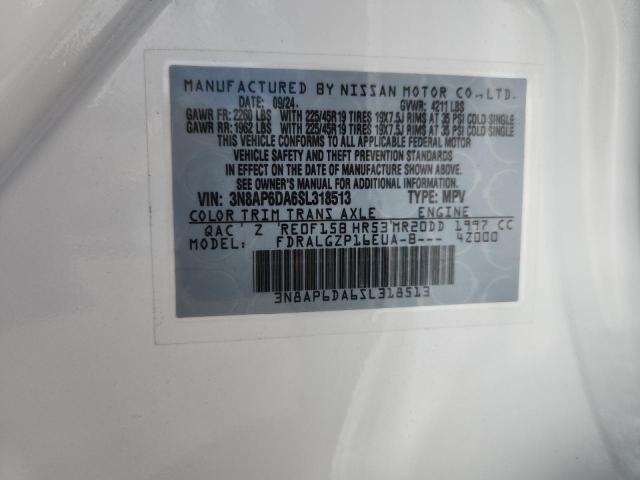 MANUFACTURED BY NISSAN MOTOR CO.,LTD.
DATE: 09/24. GVWR: 4211 LBS
GAWR FR: 2260 LBS WITH 225/45R19 TIRES 19X7.5J RIMS AT 35 PSI COLD SINGLE
GAWR RR: 1962 LBS WITH 225/45R19 TIRES 19X7.5J RIMS AT 35 PSI COLD SINGLE
THIS VEHICLE CONFORMS TO ALL APPLICABLE FEDERAL MOTOR
VEHICLE SAFETY AND THEFT PREVENTION STANDARDS
IN EFFECT ON THE DATE OF MANUFACTURE SHOWN ABOVE.
SEE OWNER'S MANUAL FOR ADDITIONAL INFORMATION.
VIN: 3N8AP6DA6SL318513 TYPE: MPV
COLOR TRIM TRANS AXLE ENGINE
QAC Z RE0F15B HR53 MR20DD 1997 CC
MODEL: FDRALGZP16EUA-B--- 4Z000
3N8AP6DA6SL318513